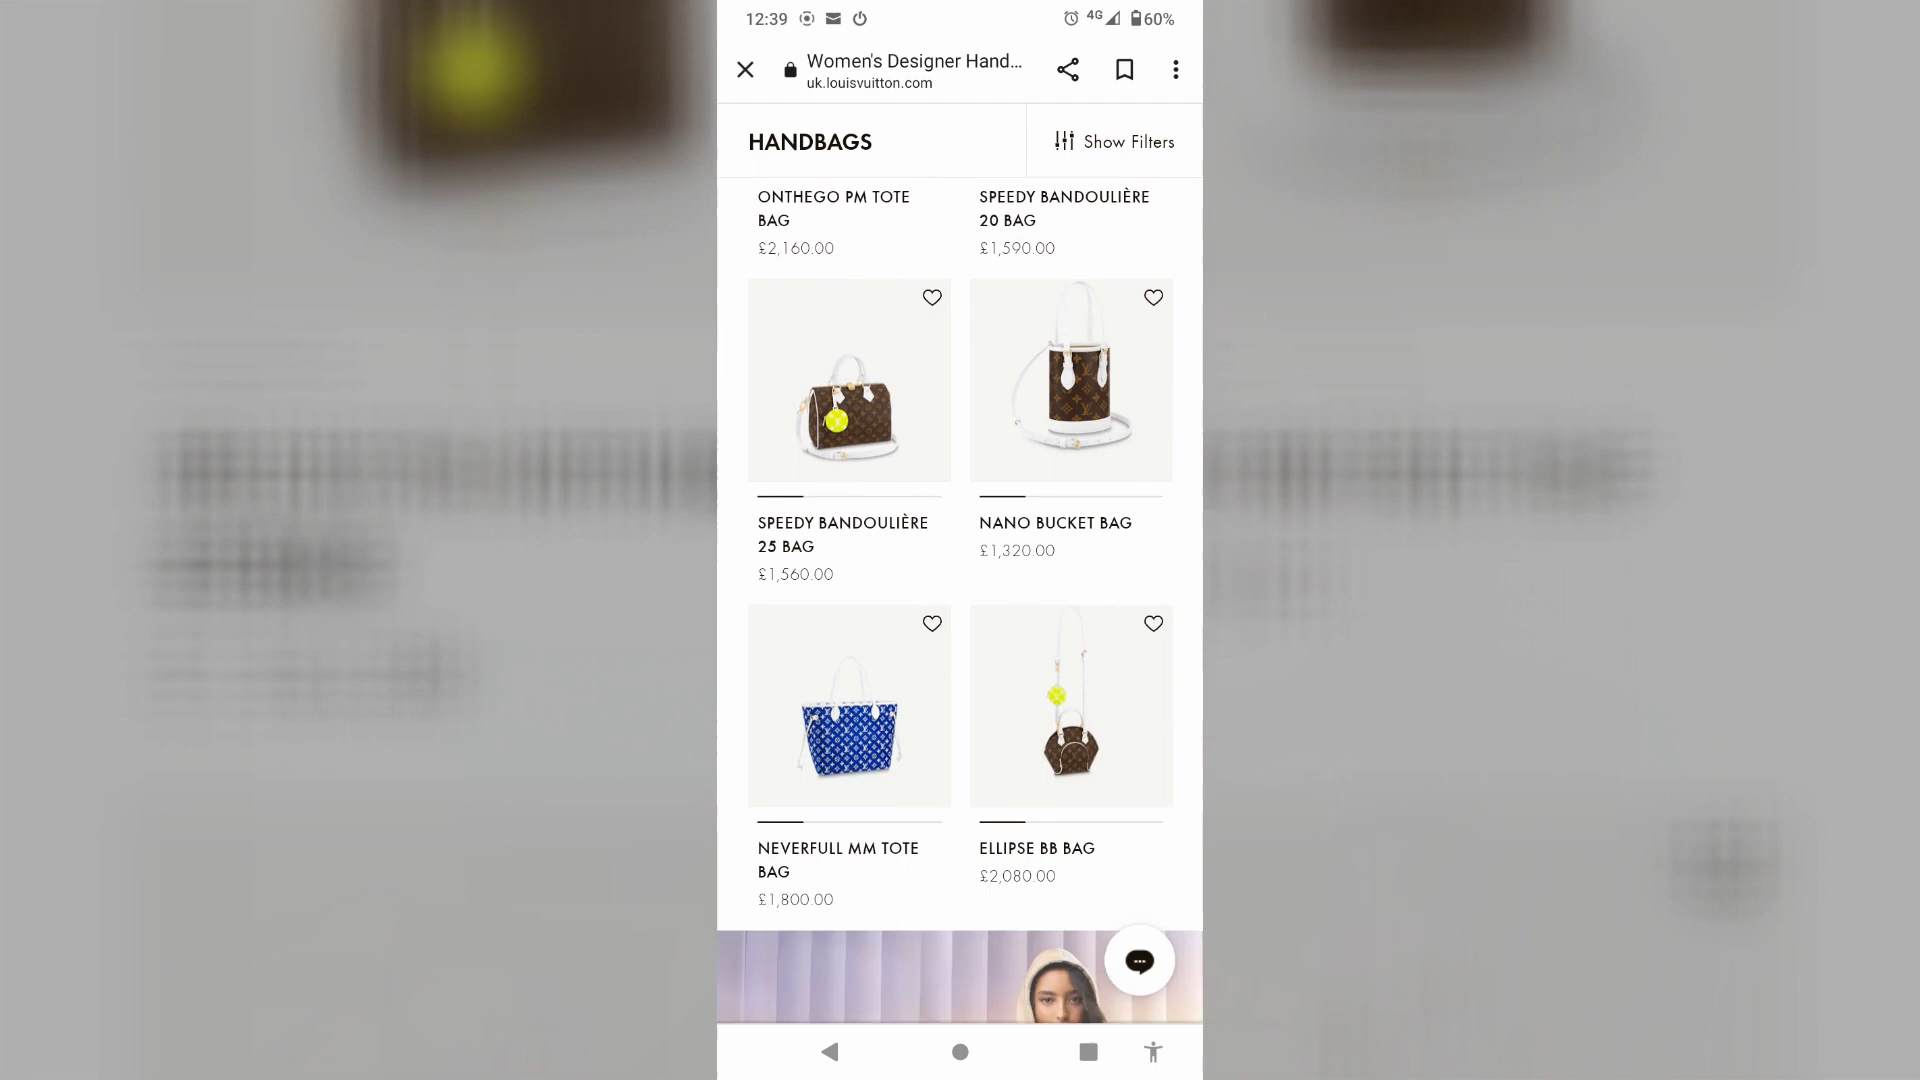 12:39
4G
60%
Women's Designer Hand...
uk.louisvuitton.com
HANDBAGS
Show Filters
ONTHEGO PM TOTE
BAG
£2,160.00
SPEEDY BANDOULIÈRE
20 BAG
£1,590.00
SPEEDY BANDOULIÈRE
25 BAG
£1,560.00
NANO BUCKET BAG
£1,320.00
NEVERFULL MM TOTE
BAG
£1,800.00
ELLIPSE BB BAG
£2,080.00